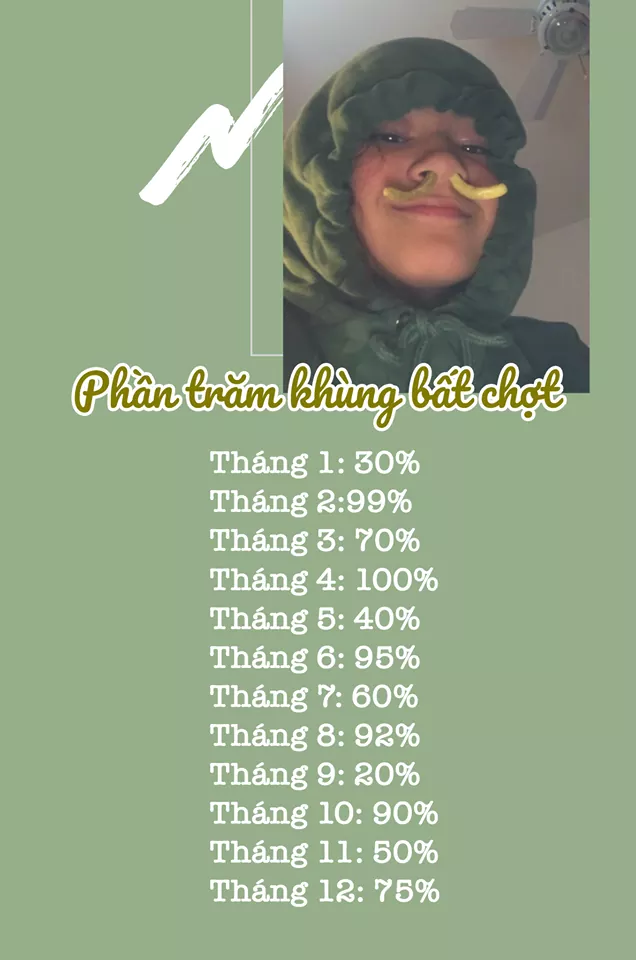 Phần trăm khùng bất chợt
Tháng 1: 30%
Tháng 2:99%
Tháng 3: 70%
Tháng 4: 100%
Tháng 5: 40%
Tháng 6: 95%
Tháng 7: 60%
Tháng 8: 92%
Tháng 9: 20%
Tháng 10: 90%
Tháng 11: 50%
Tháng 12: 75%